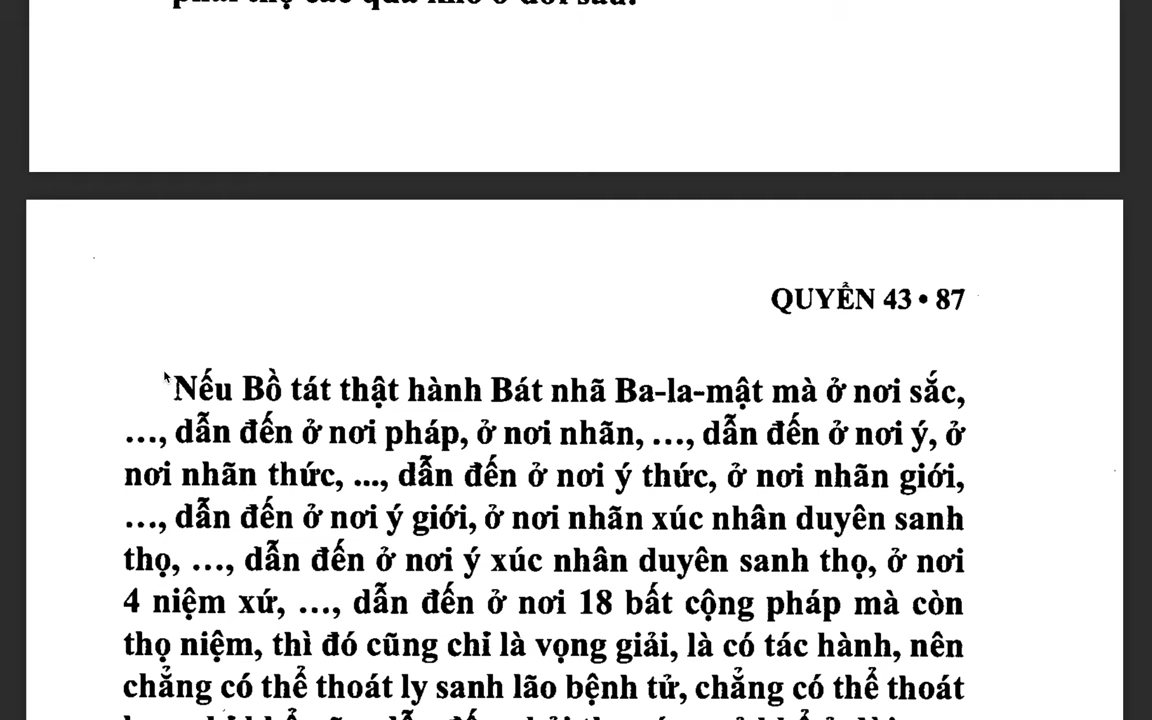 QUYỂN 43 • 87
Nếu Bồ tát thật hành Bát nhã Ba-la-mật mà ở nơi sắc,
…, dẫn đến ở nơi pháp, ở nơi nhãn, …, dẫn đến ở nơi ý, ở
nơi nhãn thức, ..., dẫn đến ở nơi ý thức, ở nơi nhãn giới,
…, dẫn đến ở nơi ý giới, ở nơi nhãn xúc nhân duyên sanh
thọ, …, dẫn đến ở nơi ý xúc nhân duyên sanh thọ, ở nơi
4 niệm xứ, …, dẫn đến ở nơi 18 bất cộng pháp mà còn
thọ niệm, thì đó cũng chỉ là vọng giải, là có tác hành, nên
chẳng có thể thoát ly sanh lão bệnh tử, chẳng có thể thoát